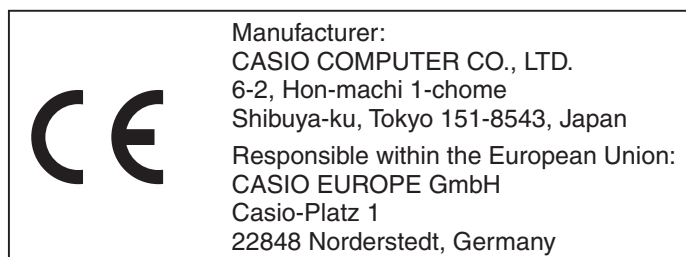 CE
Manufacturer:
CASIO COMPUTER CO., LTD.
6-2, Hon-machi 1-chome
Shibuya-ku, Tokyo 151-8543, Japan
Responsible within the European Union:
CASIO EUROPE GmbH
Casio-Platz 1
22848 Norderstedt, Germany